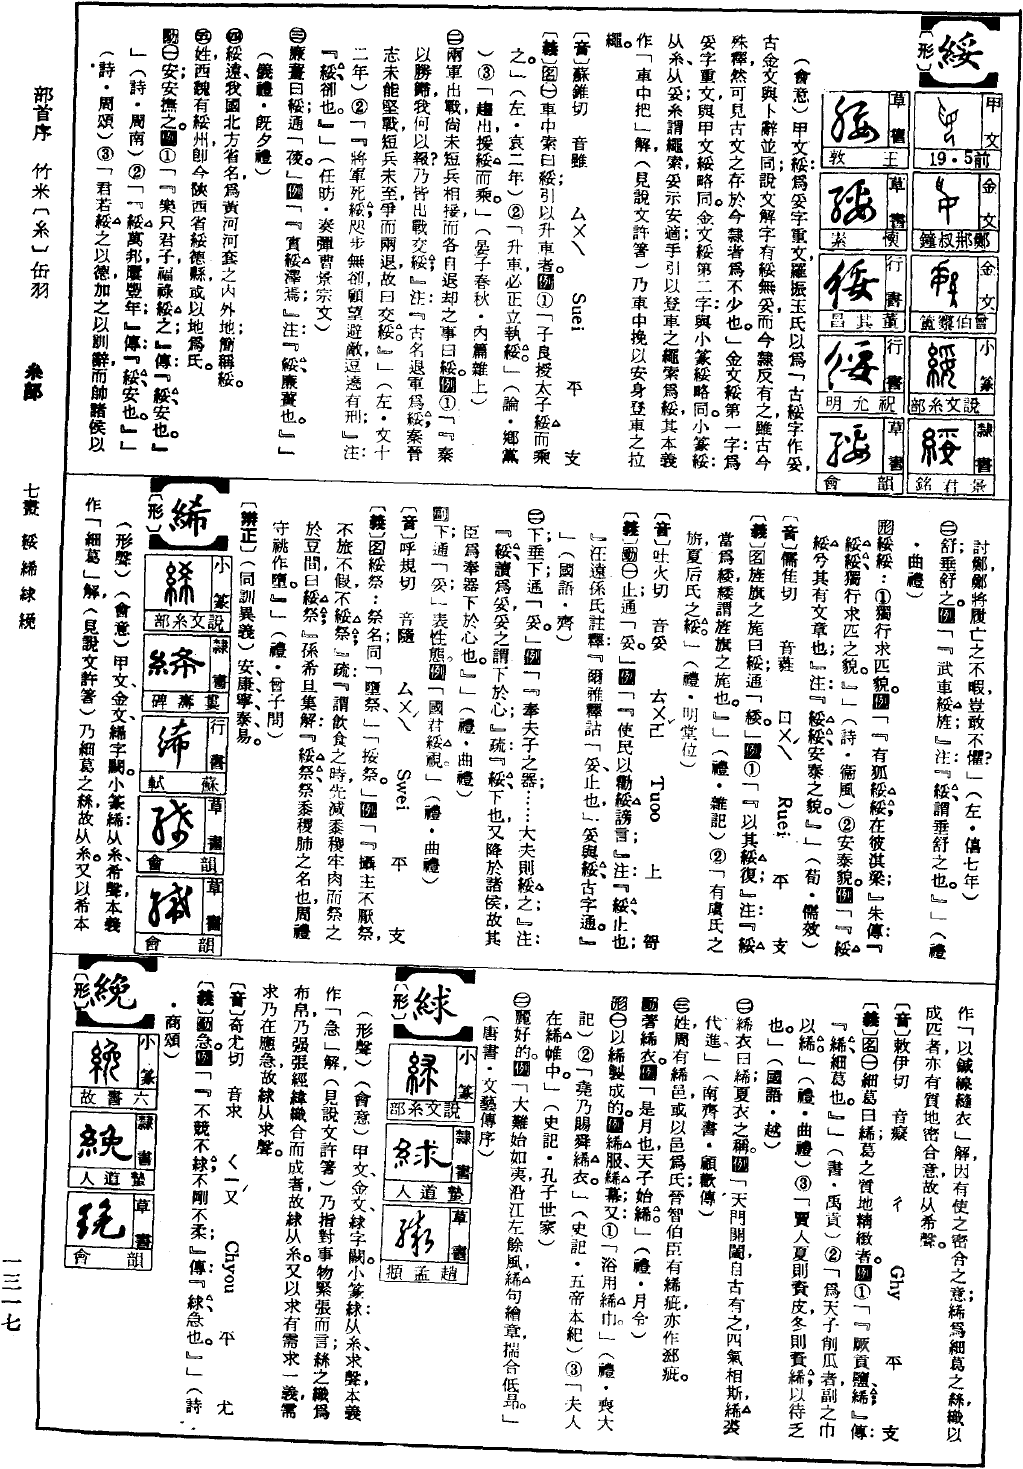 綏
〔形〕
甲文
前5·19
金文
鄭邢叔鐘
金文
曾伯簠
小篆
說文糸部
隸書
景君銘
草書
王敦
草書
懷素
行書
董其昌
行書
祝允明
草書
韻會
（會意）甲文綏爲妥字重文羅振玉氏以爲「古綏字作妥，
古金文與卜辭並同說文解字有綏無妥而今隸反有之雖古今
殊釋然可見古文之存於今隸者爲不少也。」金文綏第一字爲
妥字重文與甲文綏略同。金文綏第二字與小篆綏略同。小篆綏：
从糸从妥糸謂繩索妥示安適手引以登車之繩索爲綏其本義
作「車中把」解（見說文許箸）乃車中挽以安身登車之拉
繩。
〔音〕蘇錐切　音雖　ㄙㄨㄟ　Suei　平　支
〔義〕名㊀車中索曰綏引以升車者例①「子良授太子綏而乘
之。」（左·哀二年）②「升車必正立執綏。」（論·鄉黨
）③「趨出援綏而乘。」（晏子春秋·內篇雜上）
㊁兩軍出戰尙未短兵相接而各自退却之事曰綏。例①「『秦
以勝歸我何以報？乃皆出戰交綏』注：『古名退軍爲綏秦晉
志未能堅戰短兵未至爭而兩退故曰交綏。』」（左·文十
二年）②「『將軍死綏咫步無卻顧望避敵逗遶有刑』注：
『綏卻也。』」（任昉·奏彈曹景宗文）
㊂廉薑曰綏通「荾。」例「『實綏澤焉』注：『綏廉薑也。』」
（儀禮·旣夕禮）
㊃綏遠我國北方省名爲黃河河套之內外地簡稱綏。
㊄姓西魏有綏州卽今陝西省綏德縣或以地爲氏。
動㊀安；安撫之例①「『樂只君子福祿綏之』傳：『綏安也。』
」（詩·周南）②「『綏萬邦屢豐年』傳：『綏安也。』」
（詩·周頌）③「君若綏之以德加之以訓辭而帥諸侯以
討鄭鄭將覆亡之不暇豈敢不懼？」（左·僖七年）
㊁舒；垂舒之。例「『武車綏旌』注：『綏謂垂舒之也。』」（禮
·曲禮）
形綏綏：①獨行求匹貌。例「『有狐綏綏在彼淇梁』朱傳：『
綏綏獨行求匹之貌。』」（詩·衞風）②安泰貌。例「『綏
綏兮其有文章也』注：『綏綏安泰之貌。』」（荀·儒效）
〔音〕儒隹切　音蕤　ㄖㄨㄟ　Ruei　平　支
〔義〕名旌旗之旄曰綏；通「緌。」例①「『以其綏復』注：『綏
當爲緌緌謂旌旗之旄也。』」（禮·雜記）②「有虞氏之
旂夏后氏之綏。」（禮·明堂位）
〔音〕吐火切　音妥　ㄊㄨㄛ　Tuoo　上　哿
〔義〕動㊀止通「妥。」例「『使民以勸綏謗言』注：『綏止也；
』汪遠孫氏註釋『爾雅釋詁「妥止也」妥與綏古字通。』
」（國語·齊）
㊁下垂；下通「妥」例「『奉夫子之器……大夫則綏之』注：
『綏讀爲妥妥之謂下於心』疏：『綏下也又降於諸侯故其
臣爲奉器下於心也。』」（禮·曲禮）
副下通「妥」；表性態。例「國君綏視。」（禮·曲禮）
〔音〕呼規切　音隨　ㄙㄨㄟ　Swei　平　支
〔義〕名綏祭：祭名；同「墮祭」「挼祭。」例「『攝主不厭祭，
不旅不假不綏祭』疏：『謂飲食之時先減黍稷牢肉而祭之
於豆間曰綏祭』孫希旦集解『綏祭祭黍稷肺之名也周禮
守祧作墮。』」（禮·曾子問）
〔辨正〕（同訓異義）安、康、寧、泰、易。
絺
〔形〕
小篆
說文糸部
隸書
臺壽碑
行書
蘇軾
草書
韻會
草書
韻會
（形聲）（會意）甲文金文絺字闕。小篆絺：从糸希聲，本義
作「細葛」解，（見說文許箸）乃細葛之絲，故从糸。又以希本
作「以鍼線縫衣」解，因有使之密合之意，絺爲細葛之絲織以
成匹者，亦有質地密合意，故从希聲。
〔音〕敕伊切　音癡　ㄔ　Chy　平　支
〔義〕名㊀細葛曰絺；葛之質地精緻者。例①「『厥貢鹽絺』傳：
『絺細葛也。』」（書·禹貢）②「爲天子削瓜者副之巾
以絺。」（禮·曲禮）③「賈人夏則資皮冬則資絺以待乏
也。」（國語·越）
㊁絺衣曰絺；夏衣之稱。例「天門開闔自古有之四氣相斯絺裘
代進」（南齊書·顧歡傳）
㊂姓周有絺邑或以邑爲氏，晉智伯臣有絺疵亦作郄疵。
動著絺衣。例「是月也天子始絺。」（禮·月令）
形㊀以絺製成的；例絺服；絺幕又①「浴用絺巾。」（禮·喪大
記）②「堯乃賜舜絺衣。」（史記·五帝本紀）③「夫人
在絺帷中」（史記·孔子世家）
㊁麗好的。例「大難始如夷沿江左餘風絺句繪章揣合低昂。」
（唐書·文藝傳序）
絿
〔形〕
小篆
說文糸部
隸書
蟄道人
草書
趙孟頫
（形聲）（會意）甲文、金文、絿字闕。小篆絿：从糸求聲，本義
作「急」解（見說文許箸）乃指對事物緊張而言；絲之織爲
布帛乃强張經緯織合而成者故絿从糸。又以求有需求一義需
求乃在應急故絿从求聲。
〔音〕奇尤切　音求　ㄑㄧㄡ　Chyou　平　尤
〔義〕動急。例「『不競不絿不剛不柔』傳：『絿急也。』」（詩
·商頌）
絻
〔形〕
小篆
六書故
隸書
蟄道人
草書
韻會
部首序　竹米〔糸〕缶羽　糸部　七畫　綏絺絿絻　一三一七